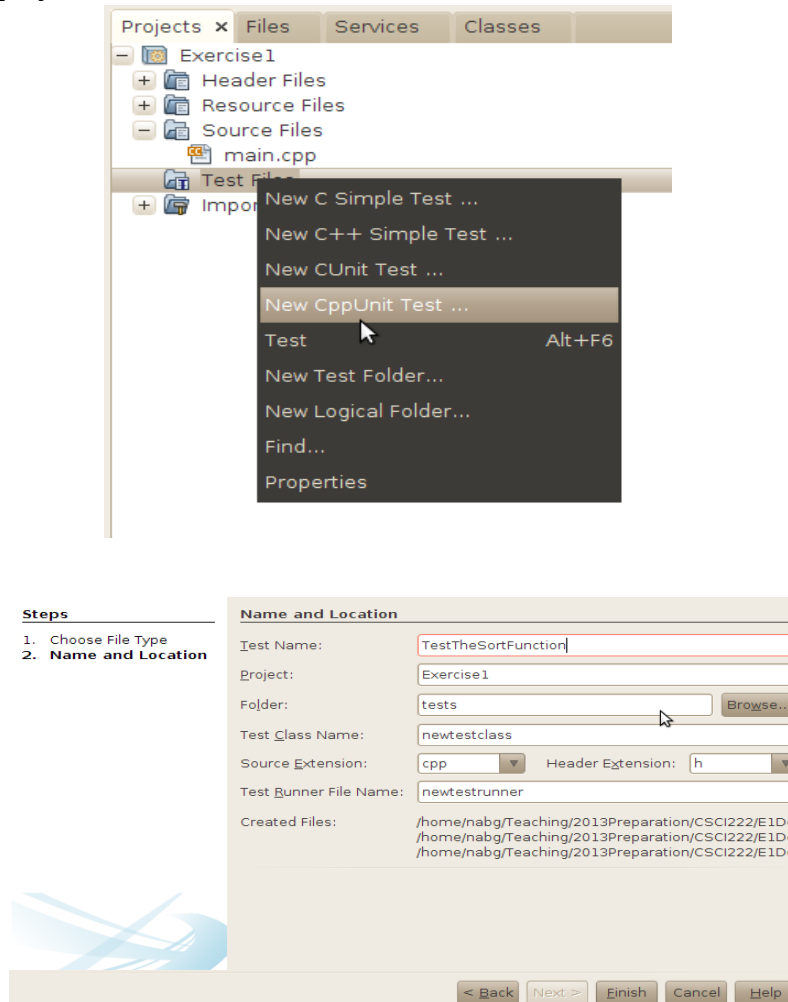 Projects × Files Services Classes
Exercise1
Header Files
Resource Files
Source Files
main.cpp
Test Files
Impor
New C Simple Test ...
New C++ Simple Test ...
New CUnit Test ...
New CppUnit Test ...
Test Alt+F6
New Test Folder...
New Logical Folder...
Find...
Properties
Steps
1. Choose File Type
2. Name and Location
Name and Location
Test Name: TestTheSortFunction
Project: Exercise1
Folder: tests Browse...
Test Class Name: newtestclass
Source Extension: cpp Header Extension: h
Test Runner File Name: newtestrunner
Created Files: /home/nabg/Teaching/2013Preparation/CSCI222/E1D
/home/nabg/Teaching/2013Preparation/CSCI222/E1D
/home/nabg/Teaching/2013Preparation/CSCI222/E1D
< Back Next > Finish Cancel Help